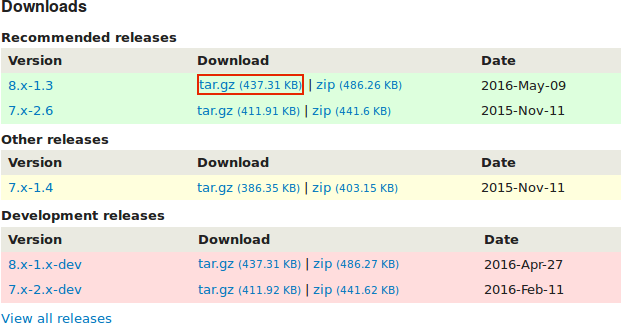 Downloads
Recommended releases
Version Download Date
8.x-1.3 tar.gz (437.31 KB) | zip (486.26 KB) 2016-May-09
7.x-2.6 tar.gz (411.91 KB) | zip (441.6 KB) 2015-Nov-11
Other releases
Version Download Date
7.x-1.4 tar.gz (386.35 KB) | zip (403.15 KB) 2015-Nov-11
Development releases
Version Download Date
8.x-1.x-dev tar.gz (437.31 KB) | zip (486.27 KB) 2016-Apr-27
7.x-2.x-dev tar.gz (411.92 KB) | zip (441.62 KB) 2016-Feb-11
View all releases